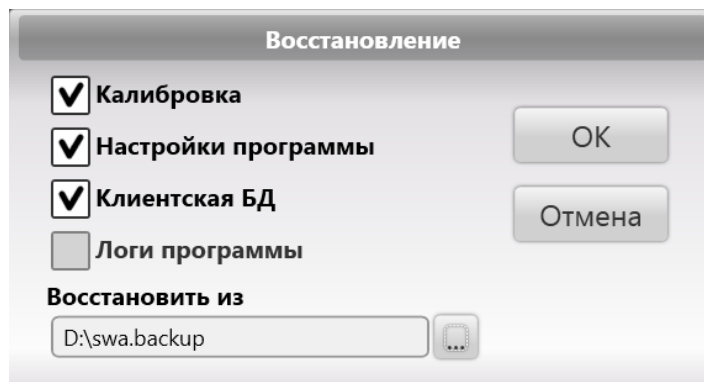 Восстановление
Калибровка
Настройки программы
Клиентская БД
Логи программы
OK
Отмена
Восстановить из
D:\swa.backup
...